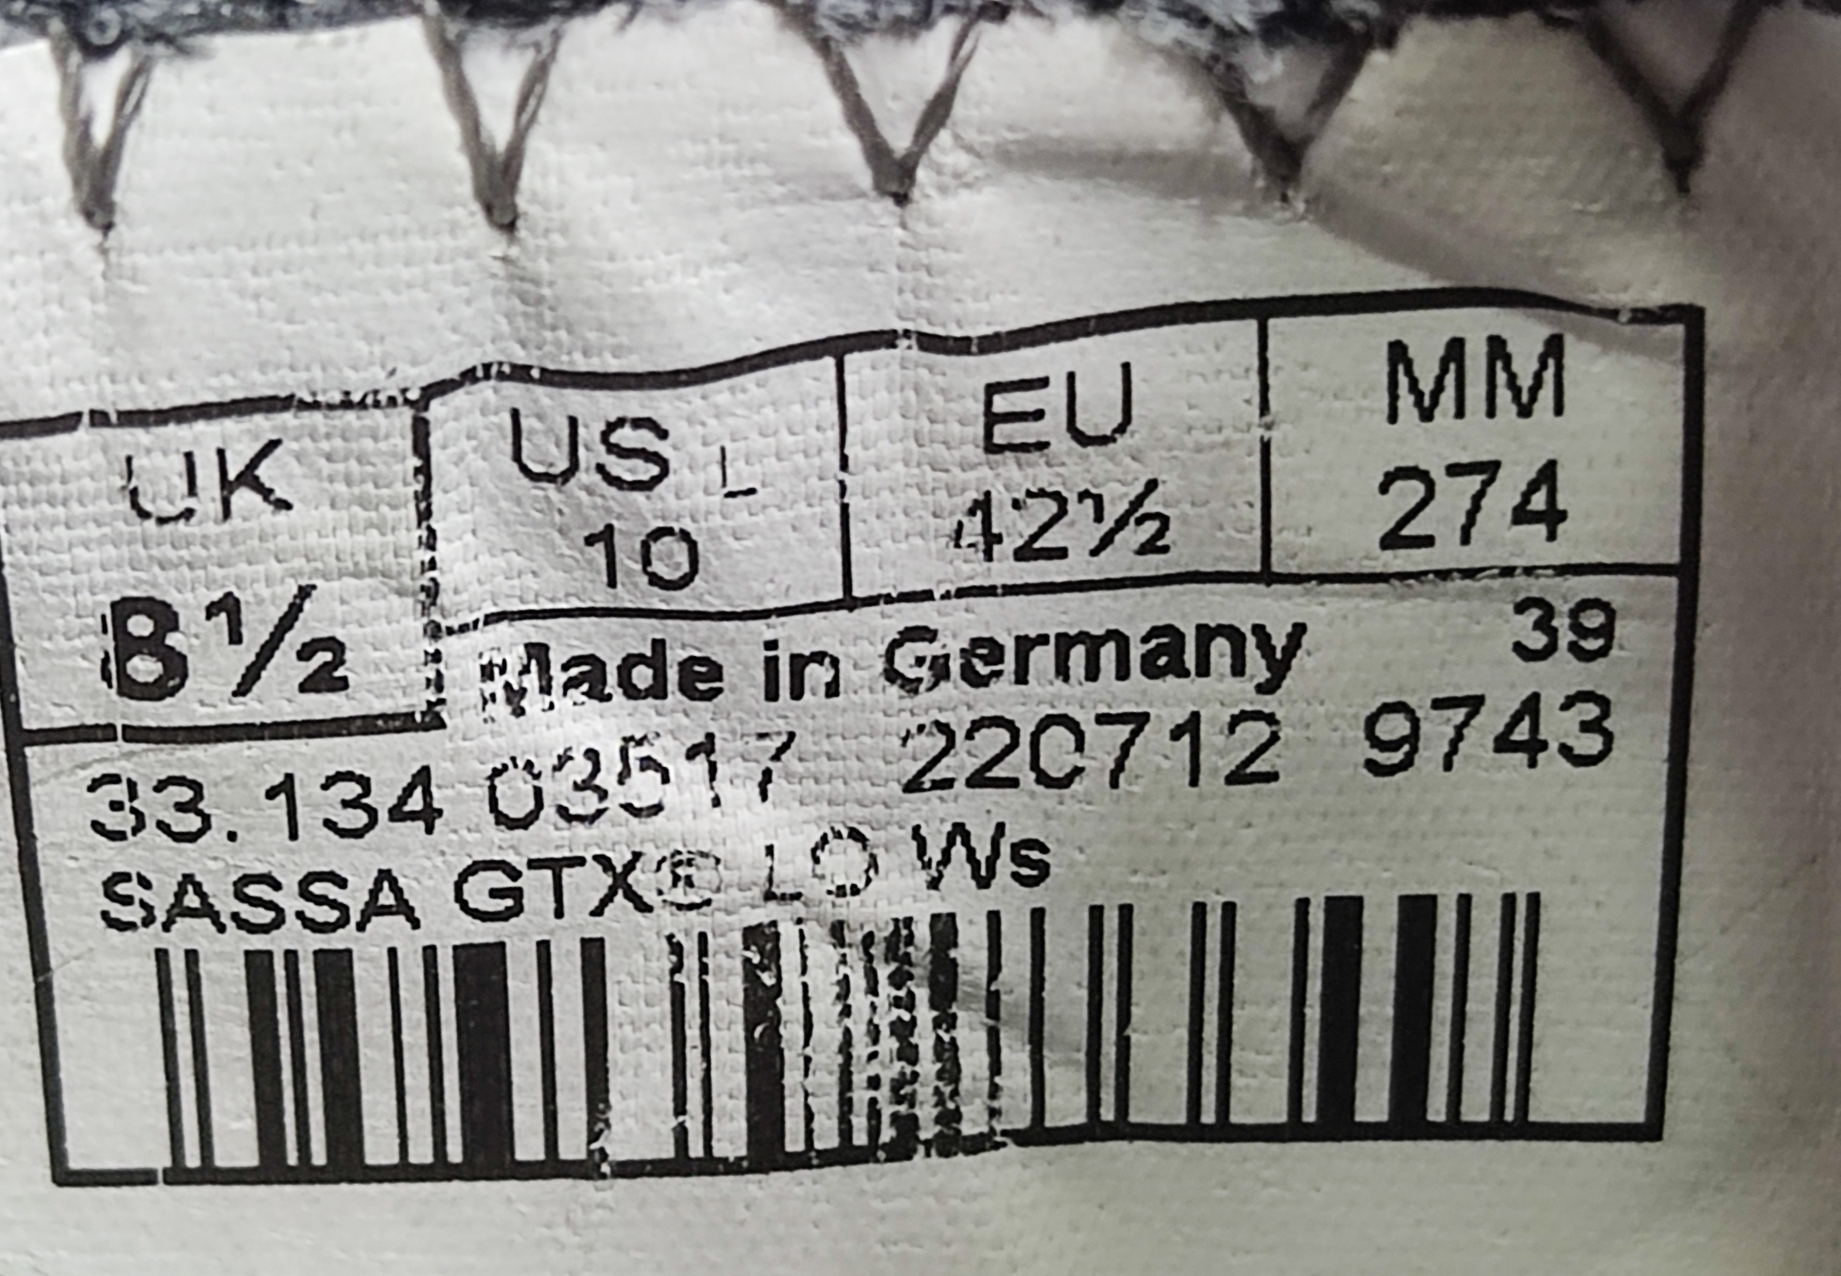 UK US L EU MM
8½ 10 42½ 274
Made in Germany 39
33.134 03517 220712 9743
SASSA GTX® LO Ws